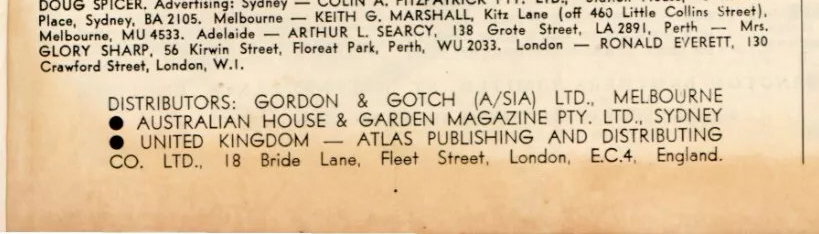 DOUG SPICER. Advertising: Sydney — COLIN A. FITZPATRICK PTY. LTD.,
Place, Sydney, BA 2105. Melbourne — KEITH G. MARSHALL, Kitz Lane (off 460 Little Collins Street),
Melbourne, MU 4533. Adelaide — ARTHUR L. SEARCY, 138 Grote Street, LA 2891, Perth — Mrs.
GLORY SHARP, 56 Kirwin Street, Floreat Park, Perth, WU 2033. London — RONALD EVERETT, 130
Crawford Street, London, W.I.
DISTRIBUTORS: GORDON & GOTCH (A/SIA) LTD., MELBOURNE
● AUSTRALIAN HOUSE & GARDEN MAGAZINE PTY. LTD., SYDNEY
● UNITED KINGDOM — ATLAS PUBLISHING AND DISTRIBUTING
CO. LTD., 18 Bride Lane, Fleet Street, London, E.C.4, England.